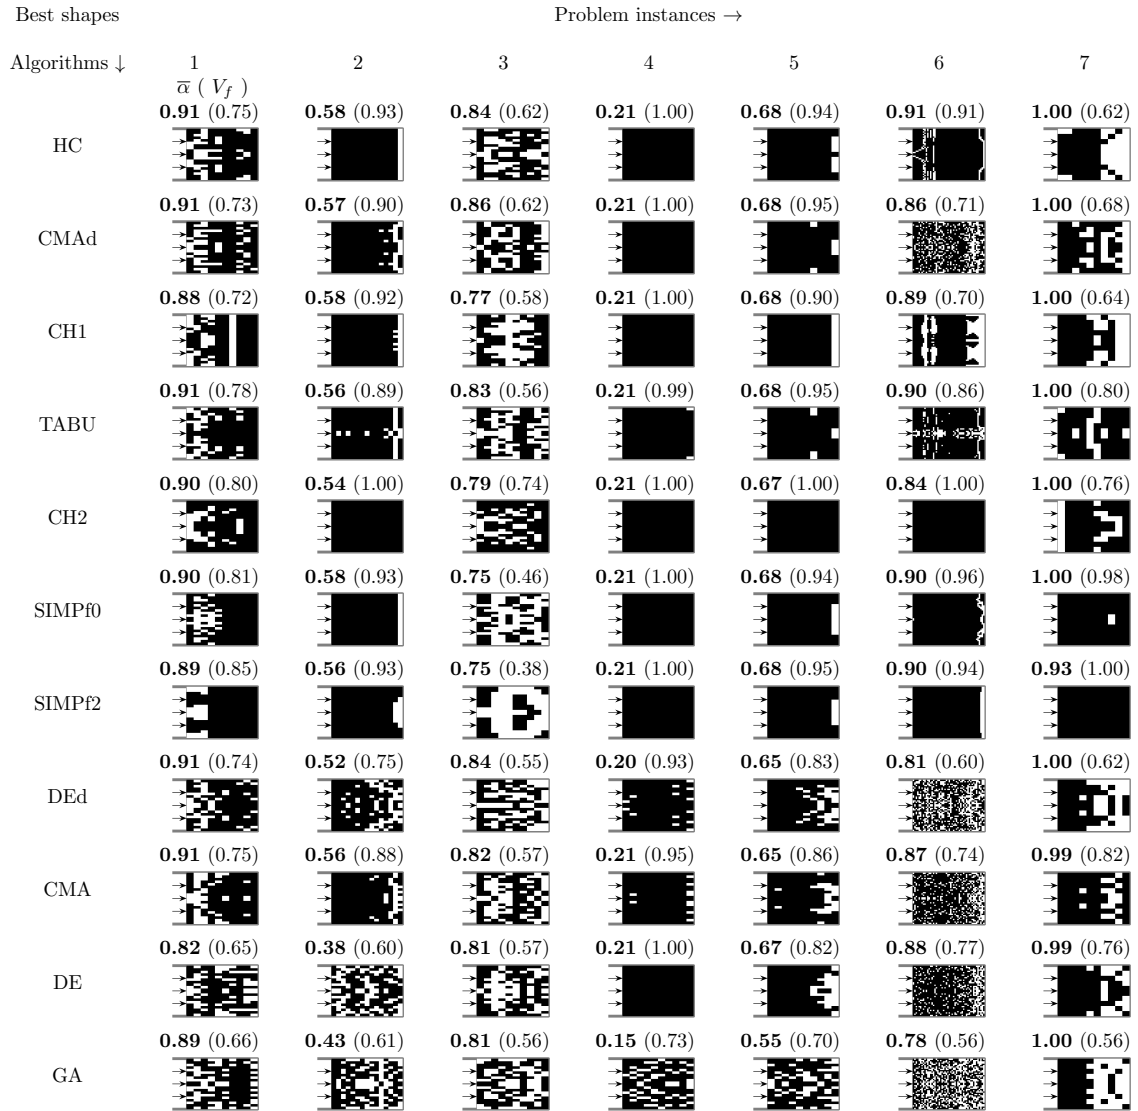 Best shapes Problem instances →
Algorithms ↓ 1 2 3 4 5 6 7
α̅ ( V_f )
0.91 (0.75) 0.58 (0.93) 0.84 (0.62) 0.21 (1.00) 0.68 (0.94) 0.91 (0.91) 1.00 (0.62)
HC
0.91 (0.73) 0.57 (0.90) 0.86 (0.62) 0.21 (1.00) 0.68 (0.95) 0.86 (0.71) 1.00 (0.68)
CMAd
0.88 (0.72) 0.58 (0.92) 0.77 (0.58) 0.21 (1.00) 0.68 (0.90) 0.89 (0.70) 1.00 (0.64)
CH1
0.91 (0.78) 0.56 (0.89) 0.83 (0.56) 0.21 (0.99) 0.68 (0.95) 0.90 (0.86) 1.00 (0.80)
TABU
0.90 (0.80) 0.54 (1.00) 0.79 (0.74) 0.21 (1.00) 0.67 (1.00) 0.84 (1.00) 1.00 (0.76)
CH2
0.90 (0.81) 0.58 (0.93) 0.75 (0.46) 0.21 (1.00) 0.68 (0.94) 0.90 (0.96) 1.00 (0.98)
SIMPf0
0.89 (0.85) 0.56 (0.93) 0.75 (0.38) 0.21 (1.00) 0.68 (0.95) 0.90 (0.94) 0.93 (1.00)
SIMPf2
0.91 (0.74) 0.52 (0.75) 0.84 (0.55) 0.20 (0.93) 0.65 (0.83) 0.81 (0.60) 1.00 (0.62)
DEd
0.91 (0.75) 0.56 (0.88) 0.82 (0.57) 0.21 (0.95) 0.65 (0.86) 0.87 (0.74) 0.99 (0.82)
CMA
0.82 (0.65) 0.38 (0.60) 0.81 (0.57) 0.21 (1.00) 0.67 (0.82) 0.88 (0.77) 0.99 (0.76)
DE
0.89 (0.66) 0.43 (0.61) 0.81 (0.56) 0.15 (0.73) 0.55 (0.70) 0.78 (0.56) 1.00 (0.56)
GA